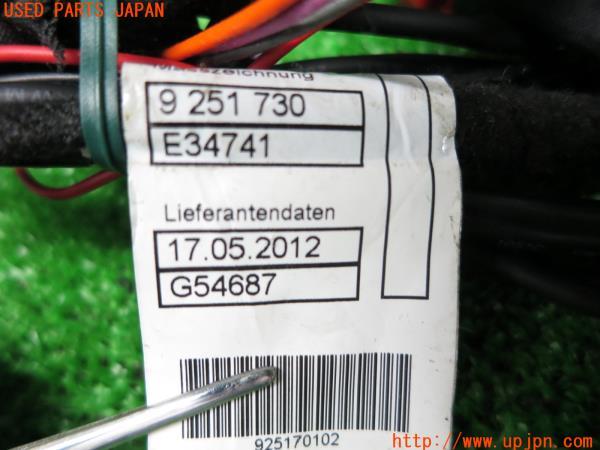 USED PARTS JAPAN
9 251 730
E34741
Lieferantendaten
17.05.2012
G54687
925170102
http://www.upjpn.com/